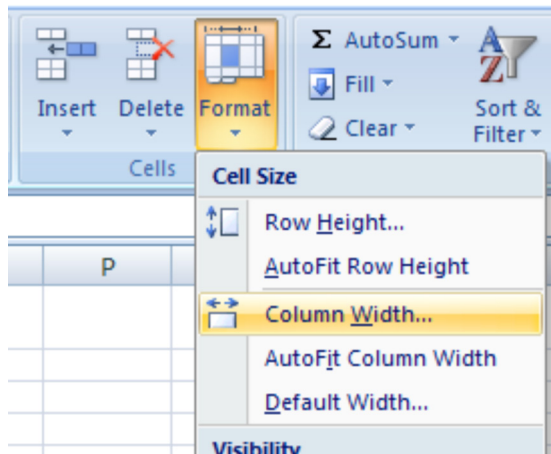 Insert Delete Format
Σ AutoSum
Fill
Clear
Sort &
Filter
Cells
Cell Size
Row Height...
AutoFit Row Height
Column Width...
AutoFit Column Width
Default Width...
Visibility
P